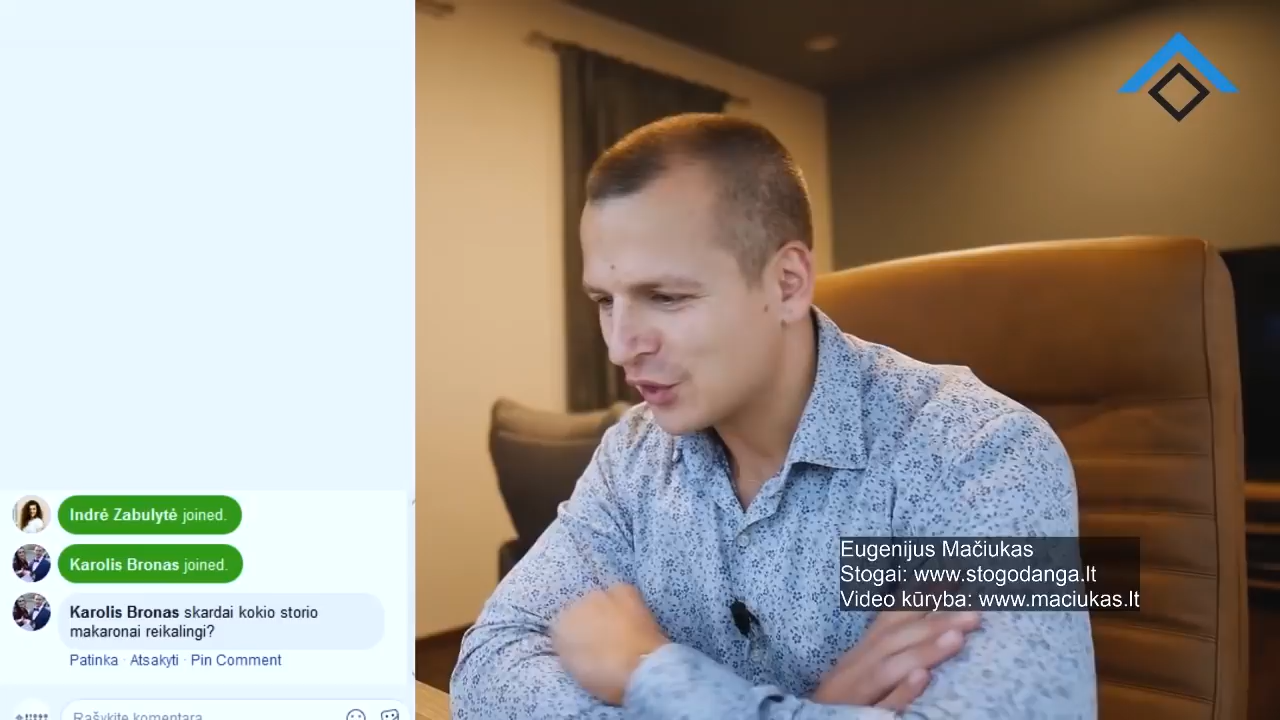 Indrė Zabulytė joined.
Karolis Bronas joined.
Karolis Bronas skardai kokio storio
makaronai reikalingi?
Patinka · Atsakyti · Pin Comment
Rašykite komentarą
Eugenijus Mačiukas
Stogai: www.stogodanga.lt
Video kūryba: www.maciukas.lt